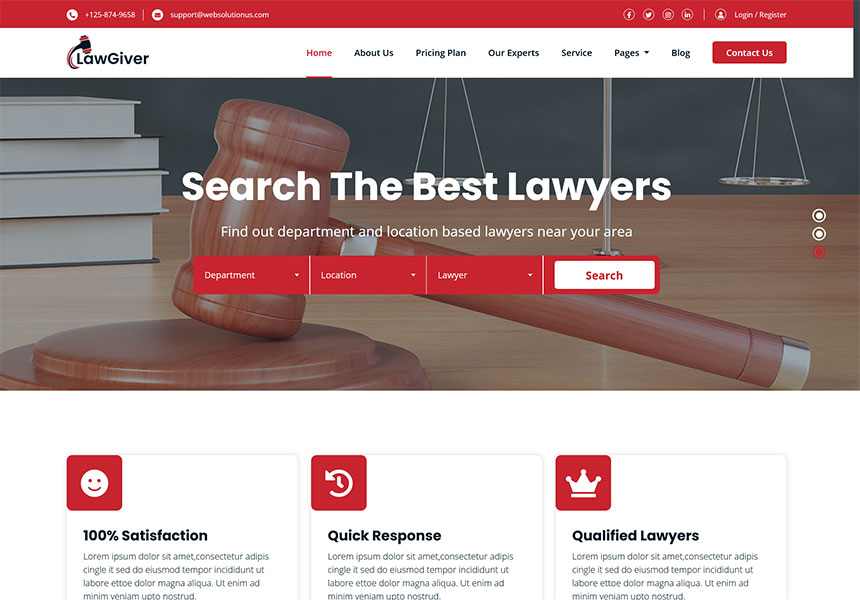 +125-874-9658 support@websolutionus.com Login / Register
LawGiver Home About Us Pricing Plan Our Experts Service Pages Blog Contact Us
Search The Best Lawyers
Find out department and location based lawyers near your area
Department Location Lawyer Search
100% Satisfaction
Lorem ipsum dolor sit amet,consectetur adipis
cingle it sed do eiusmod tempor incididunt ut
labore ettoe dolor magna aliqua. Ut enim ad
minim veniam upto nostrud.
Quick Response
Lorem ipsum dolor sit amet,consectetur adipis
cingle it sed do eiusmod tempor incididunt ut
labore ettoe dolor magna aliqua. Ut enim ad
minim veniam upto nostrud.
Qualified Lawyers
Lorem ipsum dolor sit amet,consectetur adipis
cingle it sed do eiusmod tempor incididunt ut
labore ettoe dolor magna aliqua. Ut enim ad
minim veniam upto nostrud.